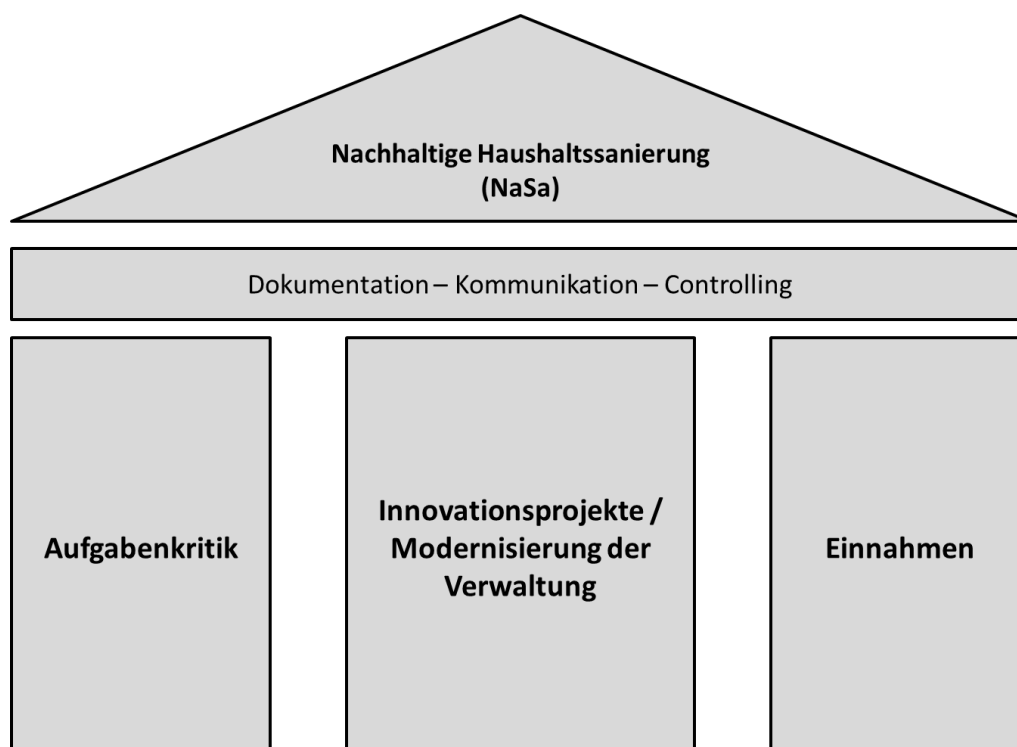 Nachhaltige Haushaltssanierung
(NaSa)
Dokumentation – Kommunikation – Controlling
Aufgabenkritik
Innovationsprojekte /
Modernisierung der
Verwaltung
Einnahmen